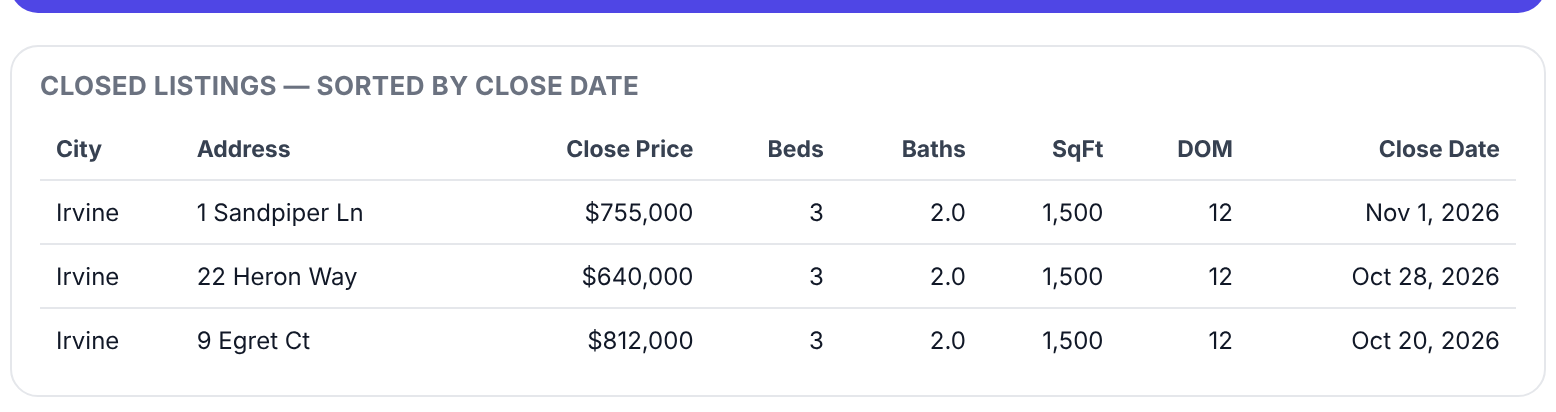 CLOSED LISTINGS — SORTED BY CLOSE DATE
City Address Close Price Beds Baths SqFt DOM Close Date
Irvine 1 Sandpiper Ln $755,000 3 2.0 1,500 12 Nov 1, 2026
Irvine 22 Heron Way $640,000 3 2.0 1,500 12 Oct 28, 2026
Irvine 9 Egret Ct $812,000 3 2.0 1,500 12 Oct 20, 2026